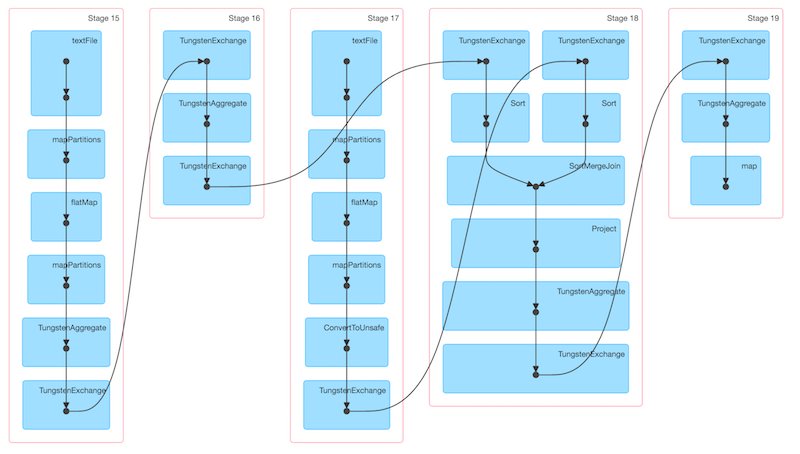 Stage 15
textFile
mapPartitions
flatMap
mapPartitions
TungstenAggregate
TungstenExchange
Stage 16
TungstenExchange
TungstenAggregate
TungstenExchange
Stage 17
textFile
mapPartitions
flatMap
mapPartitions
ConvertToUnsafe
TungstenExchange
Stage 18
TungstenExchange
TungstenExchange
Sort
Sort
SortMergeJoin
Project
TungstenAggregate
TungstenExchange
Stage 19
TungstenExchange
TungstenAggregate
map